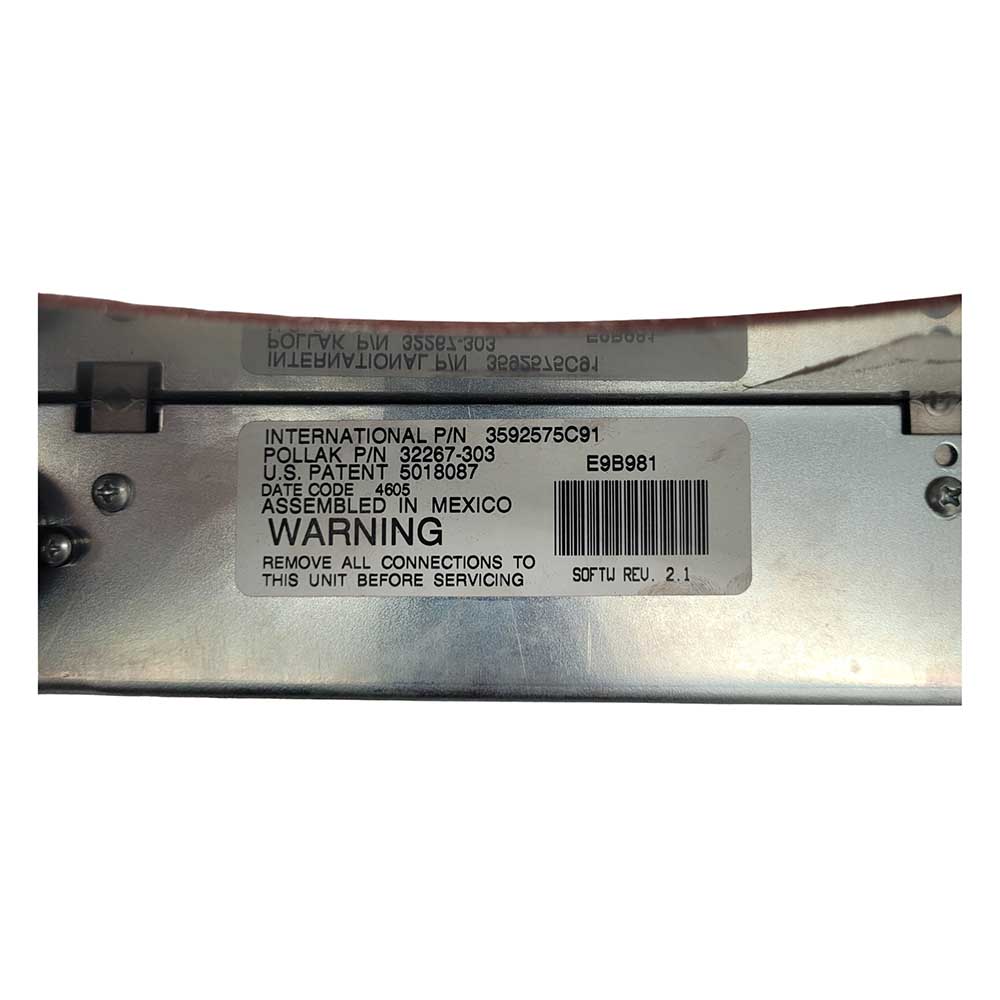 INTERNATIONAL P/N 3592575C91
POLLAK P/N 32267-303
U.S. PATENT 5018087
DATE CODE 4605
ASSEMBLED IN MEXICO
WARNING
REMOVE ALL CONNECTIONS TO
THIS UNIT BEFORE SERVICING
E9B981
SOFTW REV. 2.1